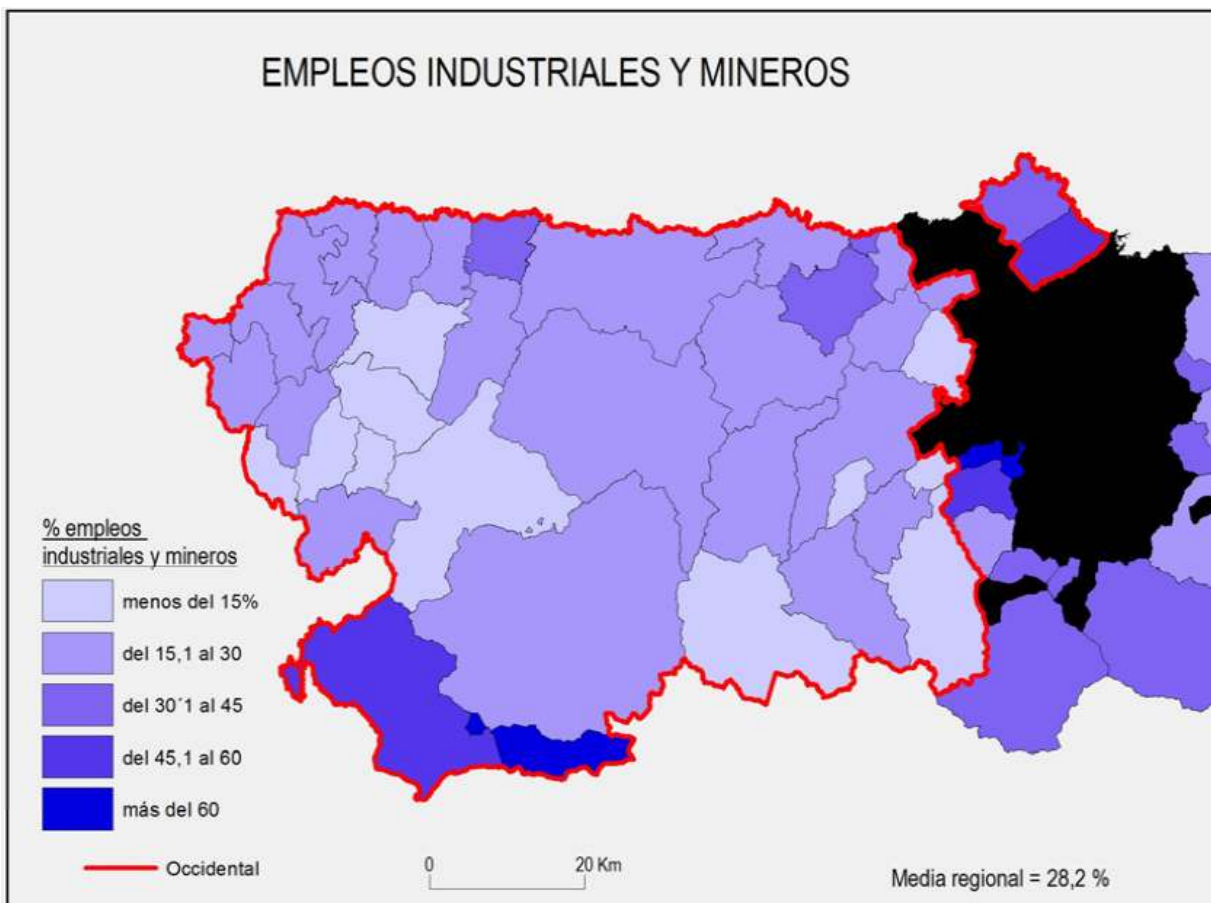 EMPLEOS INDUSTRIALES Y MINEROS
% empleos
industriales y mineros
menos del 15%
del 15,1 al 30
del 30´1 al 45
del 45,1 al 60
más del 60
Occidental
0 20 Km
Media regional = 28,2 %